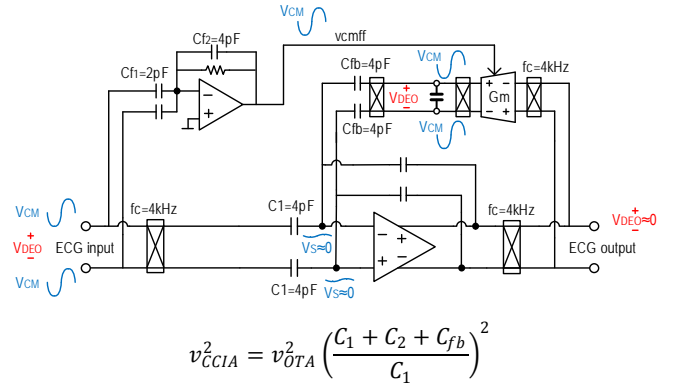 VCM
vcmff
Cf2=4pF
Cf1=2pF
Cfb=4pF
VCM
fc=4kHz
VDEO
+
−
Gm
+ +
− −
Cfb=4pF
VCM
−
+
VCM
fc=4kHz
C1=4pF
fc=4kHz
+
VDEO≈0
−
+
VDEO
−
ECG input
VS≈0
− −
+ +
ECG output
VCM
C1=4pF
VS≈0
v²CCIA = v²OTA ((C1 + C2 + Cfb) / C1)²